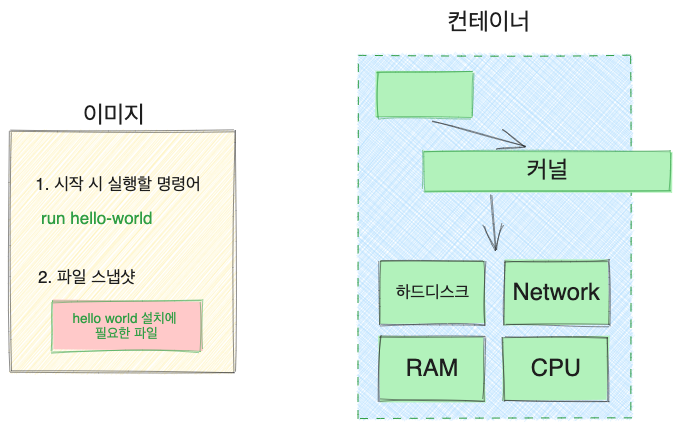 컨테이너
이미지
1. 시작 시 실행할 명령어
run hello-world
2. 파일 스냅샷
hello world 설치에
필요한 파일
커널
하드디스크
Network
RAM
CPU